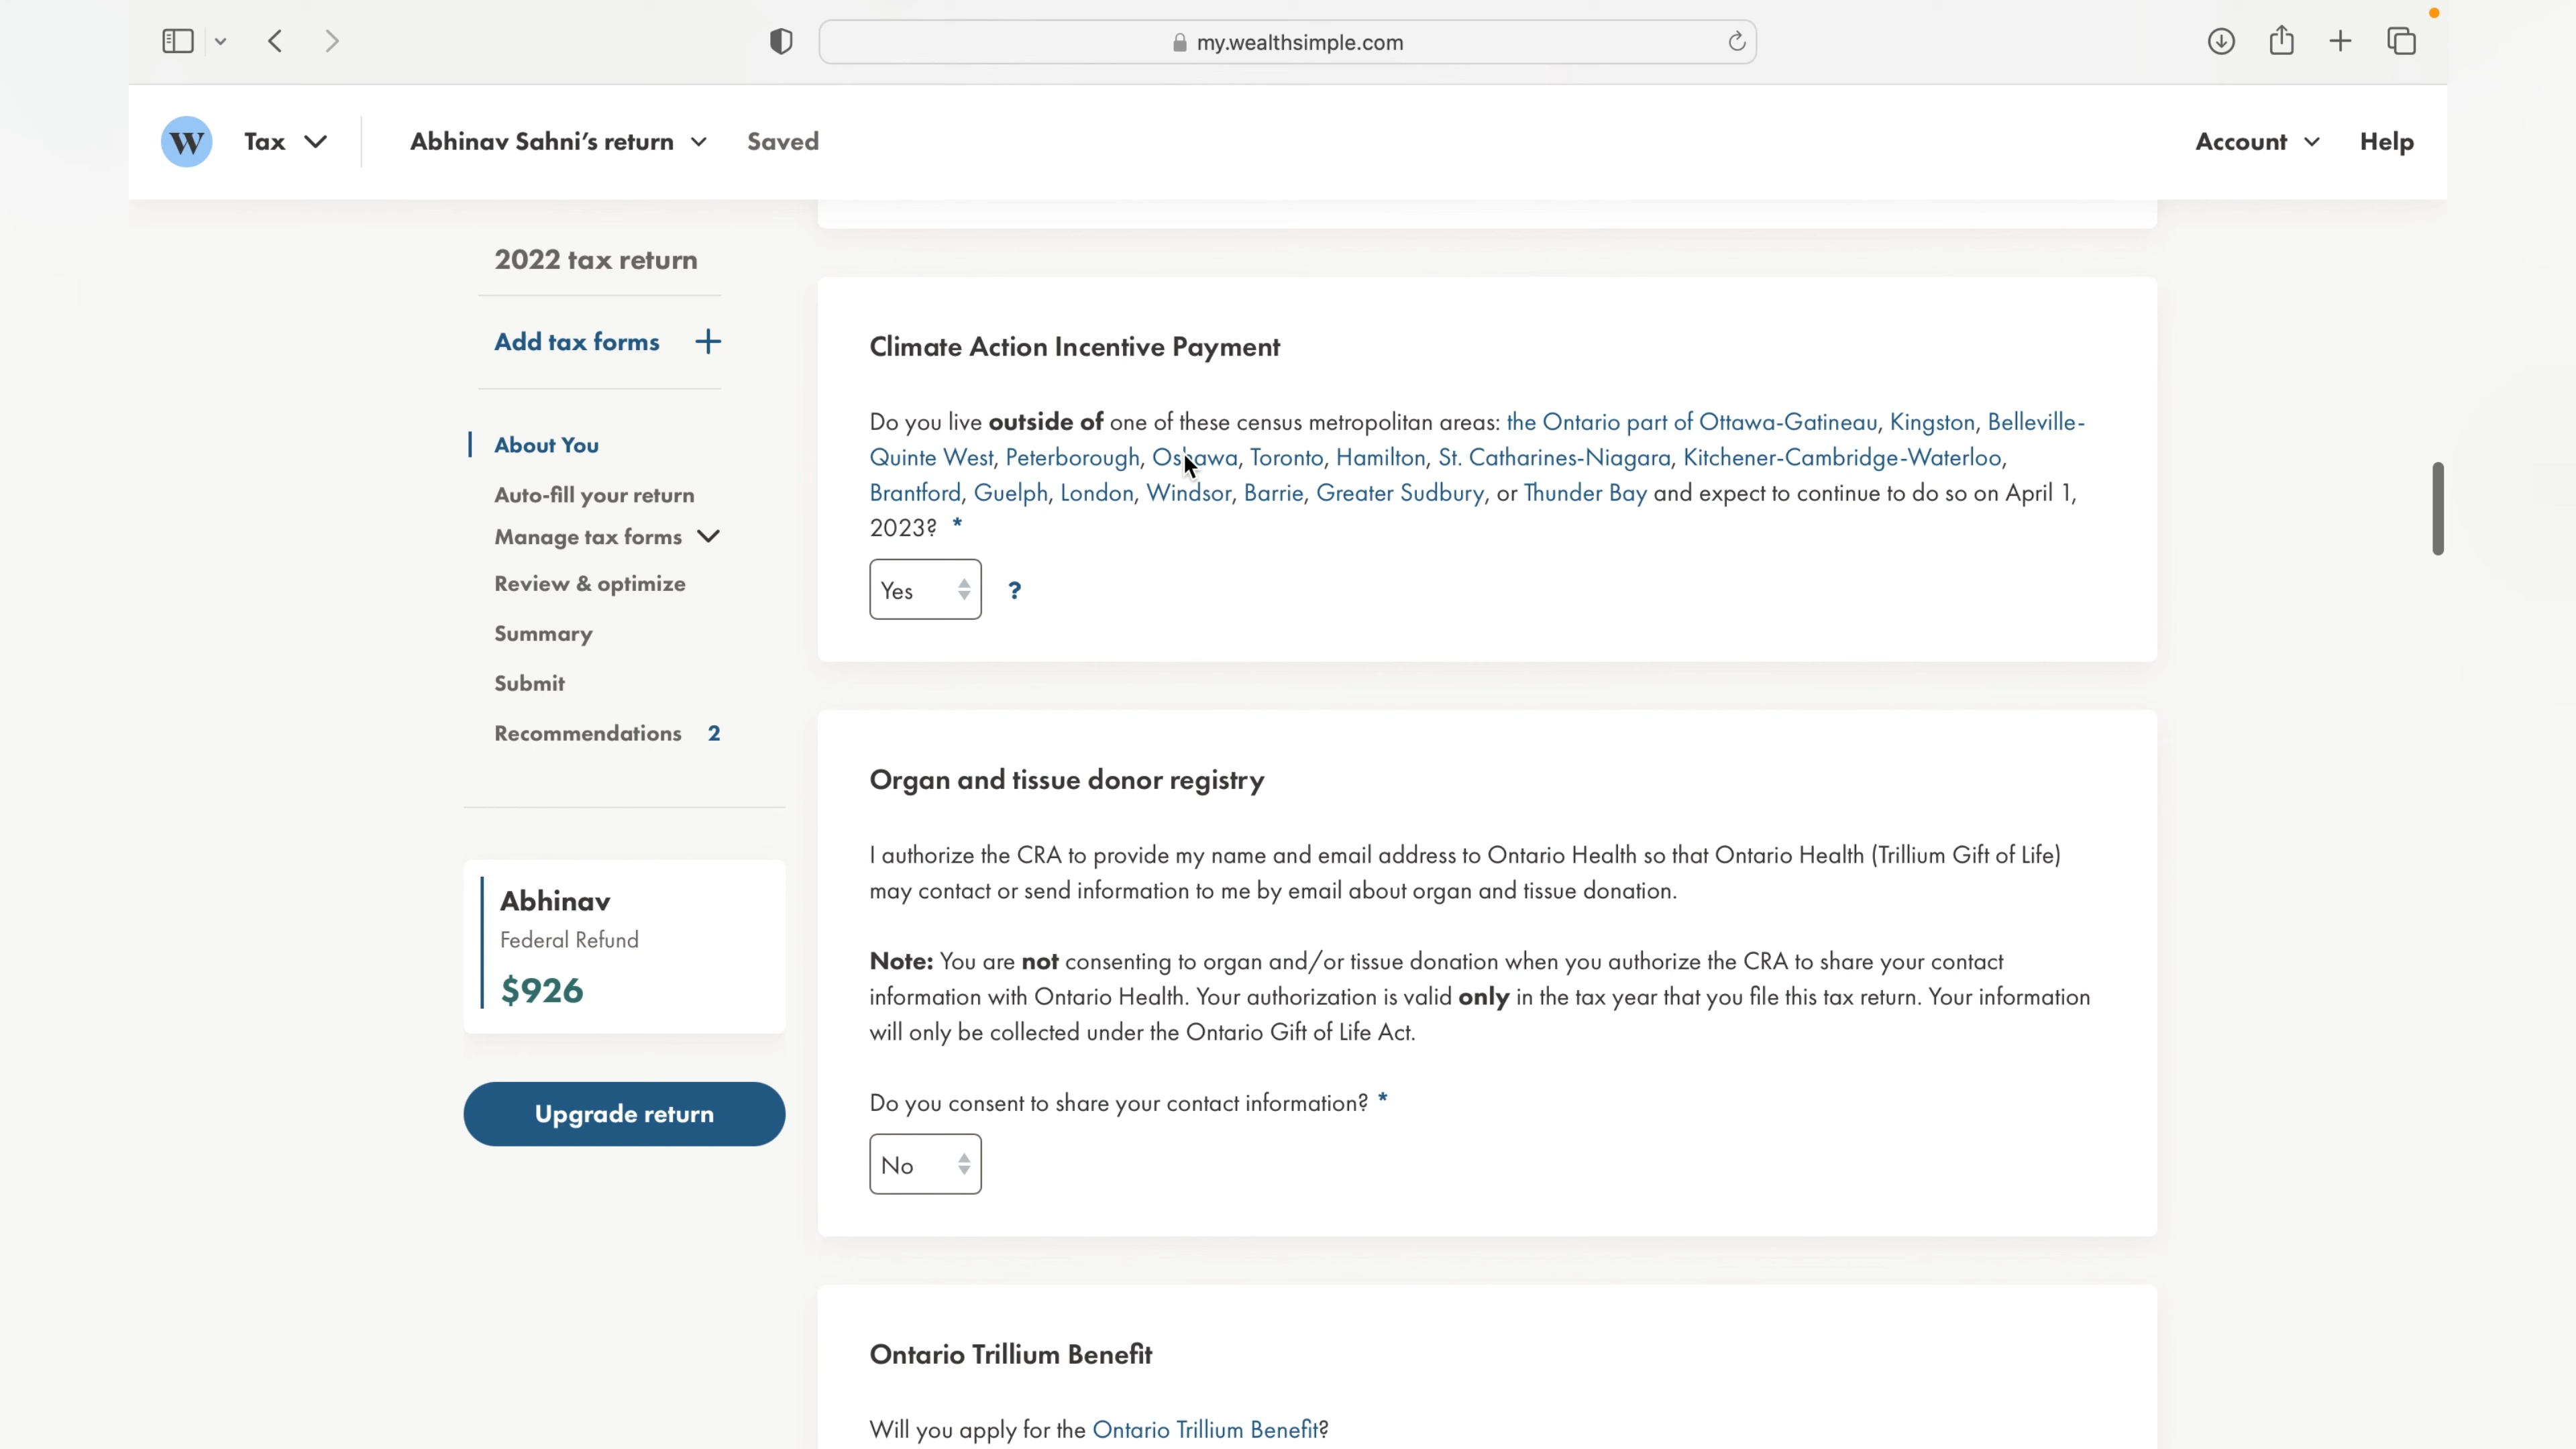 my.wealthsimple.com
W Tax Abhinav Sahni’s return Saved Account Help
2022 tax return
Add tax forms +
About You
Auto-fill your return
Manage tax forms
Review & optimize
Summary
Submit
Recommendations 2
Abhinav
Federal Refund
$926
Upgrade return
Climate Action Incentive Payment
Do you live outside of one of these census metropolitan areas: the Ontario part of Ottawa-Gatineau, Kingston, Belleville-
Quinte West, Peterborough, Oshawa, Toronto, Hamilton, St. Catharines-Niagara, Kitchener-Cambridge-Waterloo,
Brantford, Guelph, London, Windsor, Barrie, Greater Sudbury, or Thunder Bay and expect to continue to do so on April 1,
2023? *
Yes ?
Organ and tissue donor registry
I authorize the CRA to provide my name and email address to Ontario Health so that Ontario Health (Trillium Gift of Life)
may contact or send information to me by email about organ and tissue donation.
Note: You are not consenting to organ and/or tissue donation when you authorize the CRA to share your contact
information with Ontario Health. Your authorization is valid only in the tax year that you file this tax return. Your information
will only be collected under the Ontario Gift of Life Act.
Do you consent to share your contact information? *
No
Ontario Trillium Benefit
Will you apply for the Ontario Trillium Benefit?